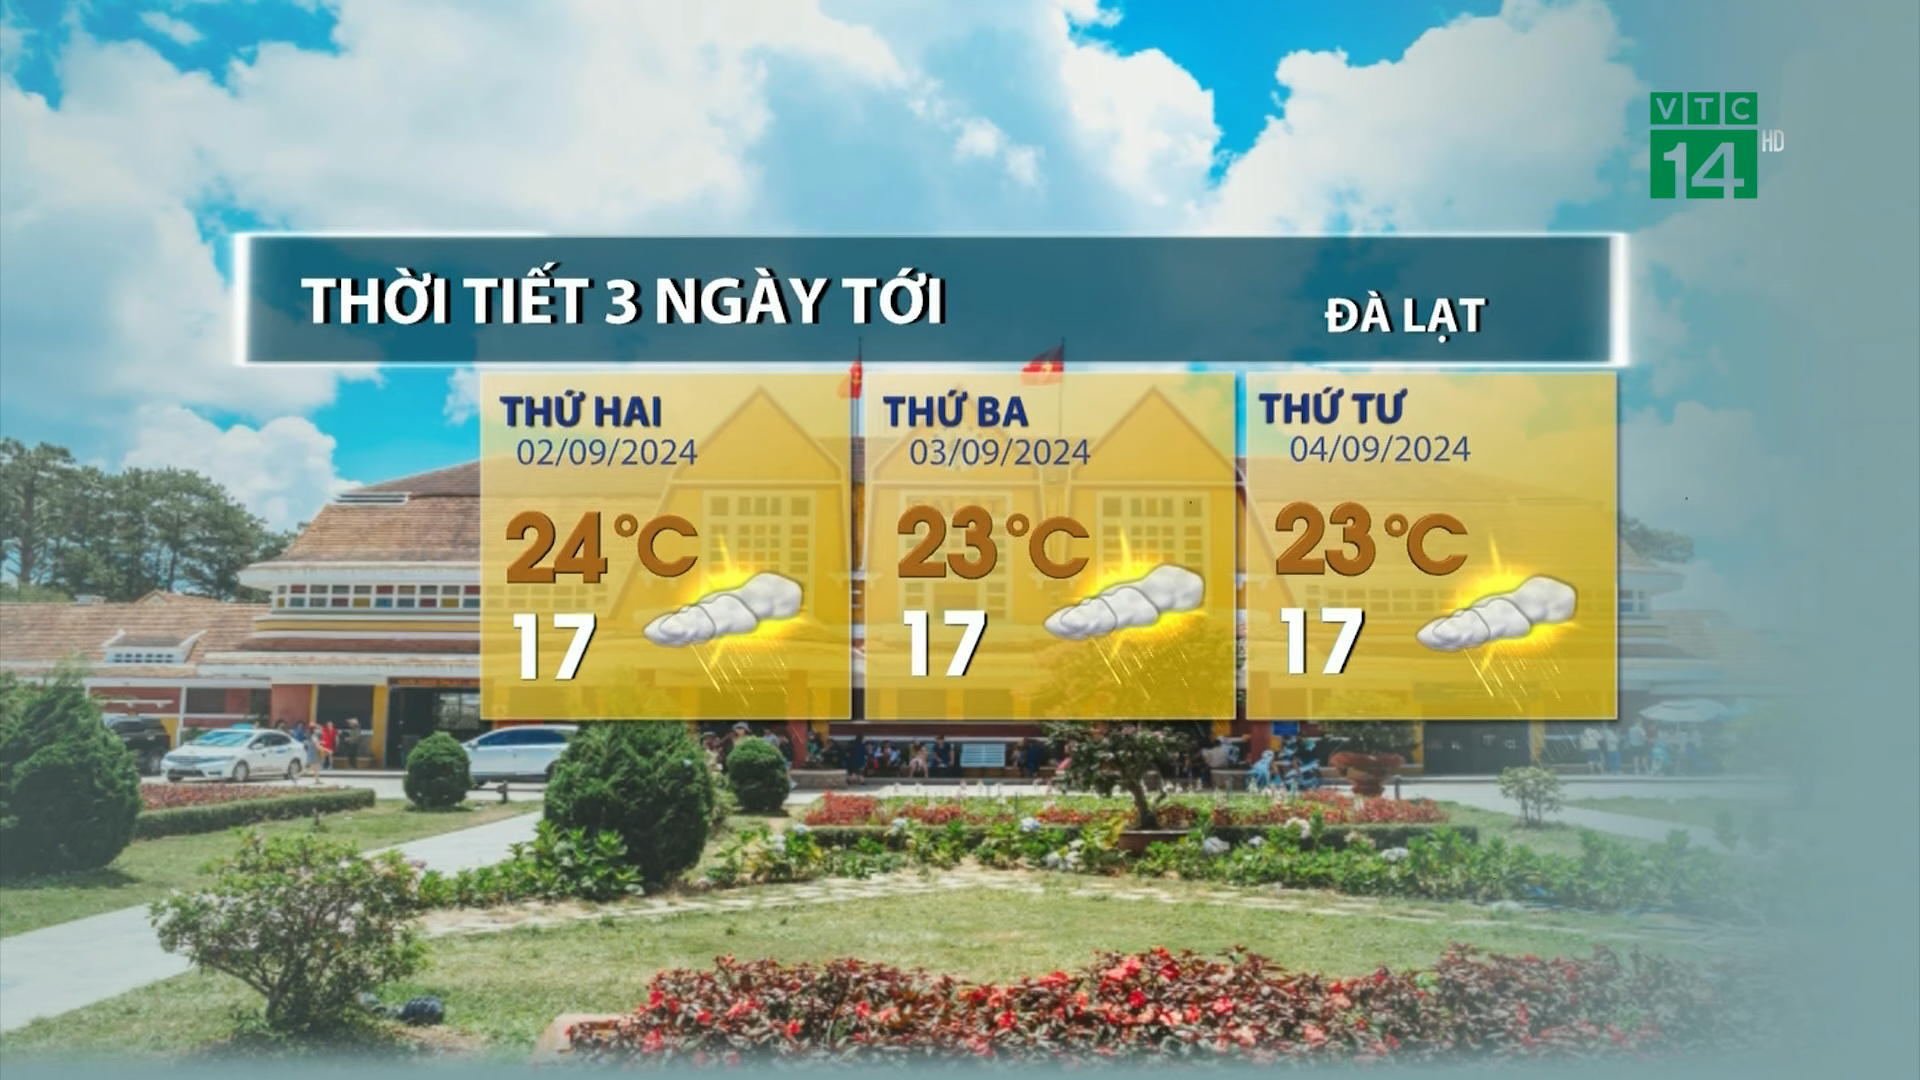 VTC
14 HD
THỜI TIẾT 3 NGÀY TỚI
ĐÀ LẠT
THỨ HAI
02/09/2024
24°C
17
THỨ BA
03/09/2024
23°C
17
THỨ TƯ
04/09/2024
23°C
17